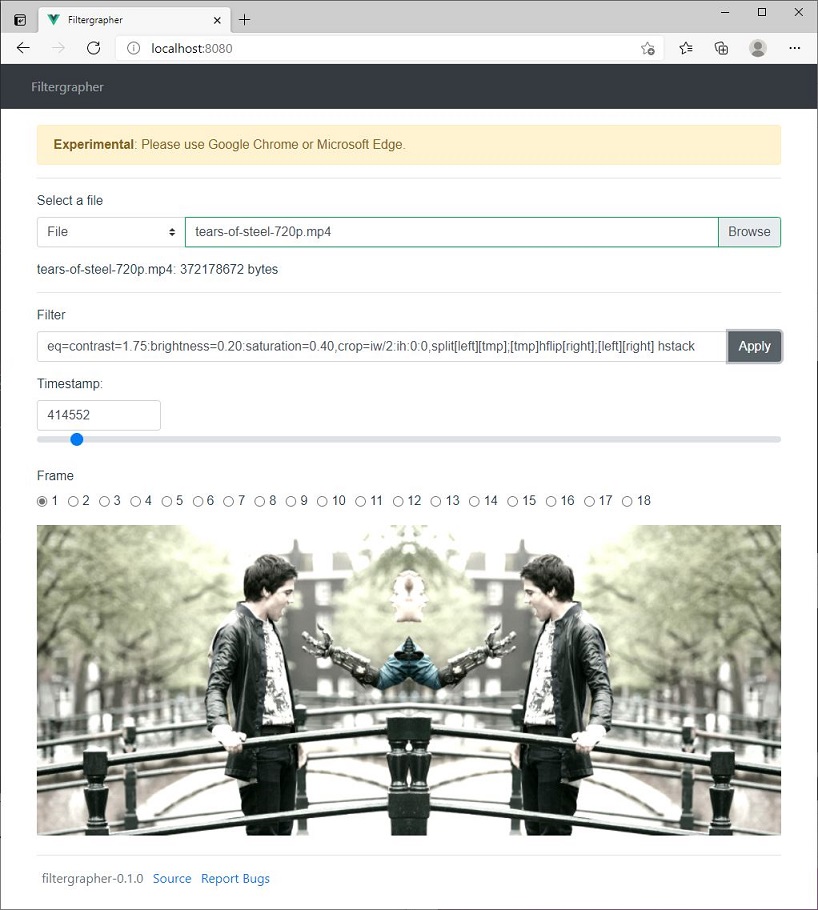 Filtergrapher
localhost:8080
Filtergrapher
Experimental: Please use Google Chrome or Microsoft Edge.
Select a file
File tears-of-steel-720p.mp4 Browse
tears-of-steel-720p.mp4: 372178672 bytes
Filter
eq=contrast=1.75:brightness=0.20:saturation=0.40,crop=iw/2:ih:0:0,split[left][tmp];[tmp]hflip[right];[left][right] hstack Apply
Timestamp:
414552
Frame
1 2 3 4 5 6 7 8 9 10 11 12 13 14 15 16 17 18
filtergrapher-0.1.0 Source Report Bugs